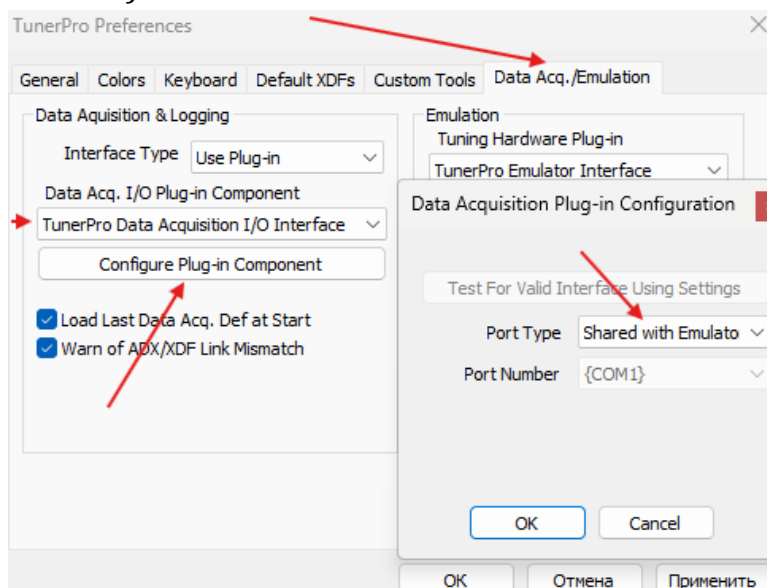 TunerPro Preferences
General Colors Keyboard Default XDFs Custom Tools Data Acq./Emulation
Data Aquisition & Logging
Interface Type Use Plug-in
Data Acq. I/O Plug-in Component
TunerPro Data Acquisition I/O Interface
Configure Plug-in Component
Load Last Data Acq. Def at Start
Warn of ADX/XDF Link Mismatch
Emulation
Tuning Hardware Plug-in
TunerPro Emulator Interface
Data Acquisition Plug-in Configuration
Test For Valid Interface Using Settings
Port Type Shared with Emulato
Port Number {COM1}
OK Cancel
ОК Отмена Применить